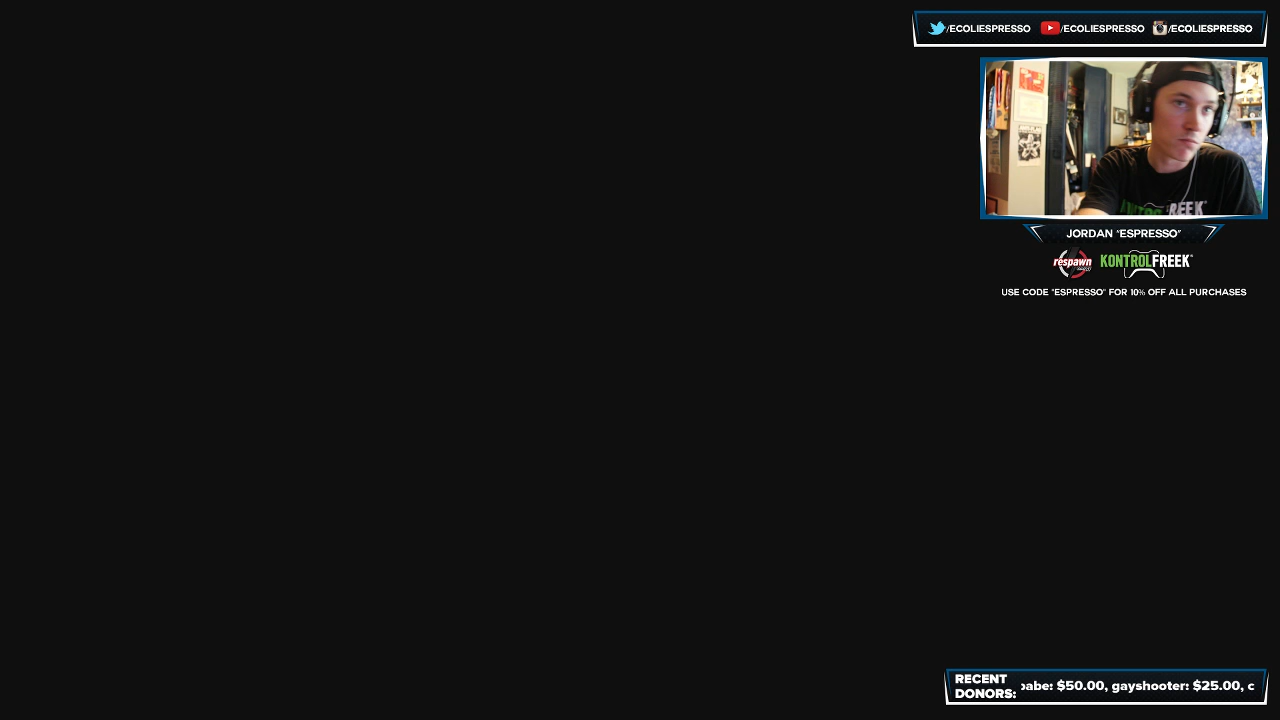 /ECOLIESPRESSO /ECOLIESPRESSO /ECOLIESPRESSO
JORDAN "ESPRESSO"
respawn KONTROLFREEK
USE CODE "ESPRESSO" FOR 10% OFF ALL PURCHASES
RECENT
DONORS:
babe: $50.00, gayshooter: $25.00, c